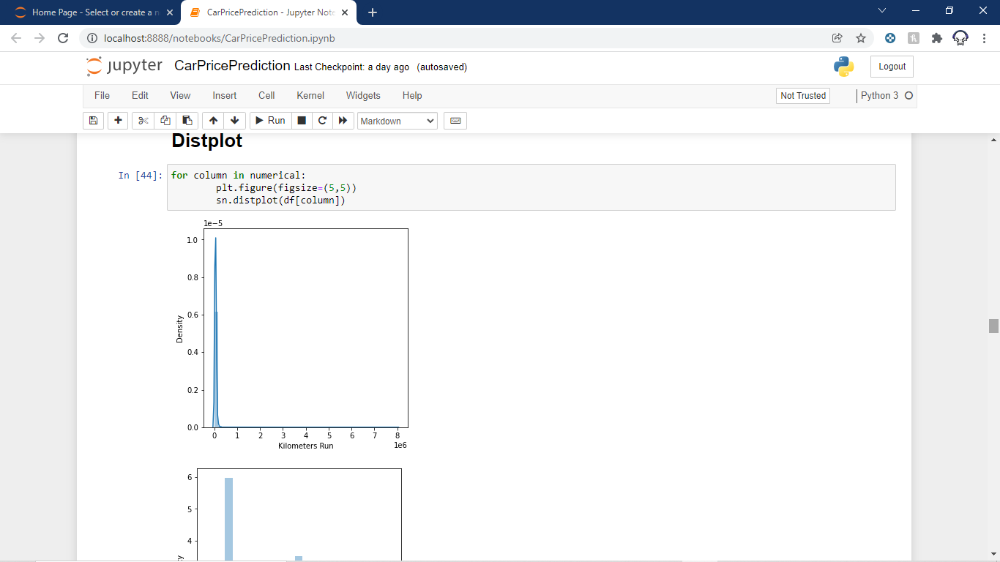 Home Page - Select or create a n
CarPricePrediction - Jupyter Note
localhost:8888/notebooks/CarPricePrediction.ipynb
jupyter CarPricePrediction Last Checkpoint: a day ago (autosaved)
Logout
File Edit View Insert Cell Kernel Widgets Help
Not Trusted
Python 3
Run
Markdown
Distplot
In [44]:
for column in numerical:
plt.figure(figsize=(5,5))
sn.distplot(df[column])
1e−5
1.0
0.8
0.6
0.4
0.2
0.0
Density
0 1 2 3 4 5 6 7 8
Kilometers Run
1e6
6
5
4